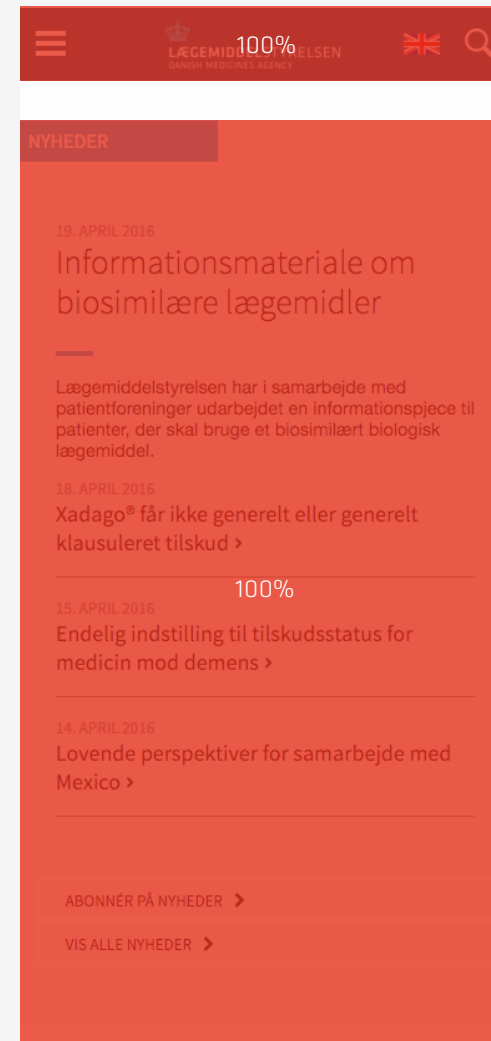 100%
LÆGEMIDDELSTYRELSEN
DANISH MEDICINES AGENCY
NYHEDER
19. APRIL 2016
Informationsmateriale om
biosimilære lægemidler
Lægemiddelstyrelsen har i samarbejde med
patientforeninger udarbejdet en informationspjece til
patienter, der skal bruge et biosimilært biologisk
lægemiddel.
18. APRIL 2016
Xadago® får ikke generelt eller generelt
klausuleret tilskud ›
100%
15. APRIL 2016
Endelig indstilling til tilskudsstatus for
medicin mod demens ›
14. APRIL 2016
Lovende perspektiver for samarbejde med
Mexico ›
ABONNÉR PÅ NYHEDER
VIS ALLE NYHEDER